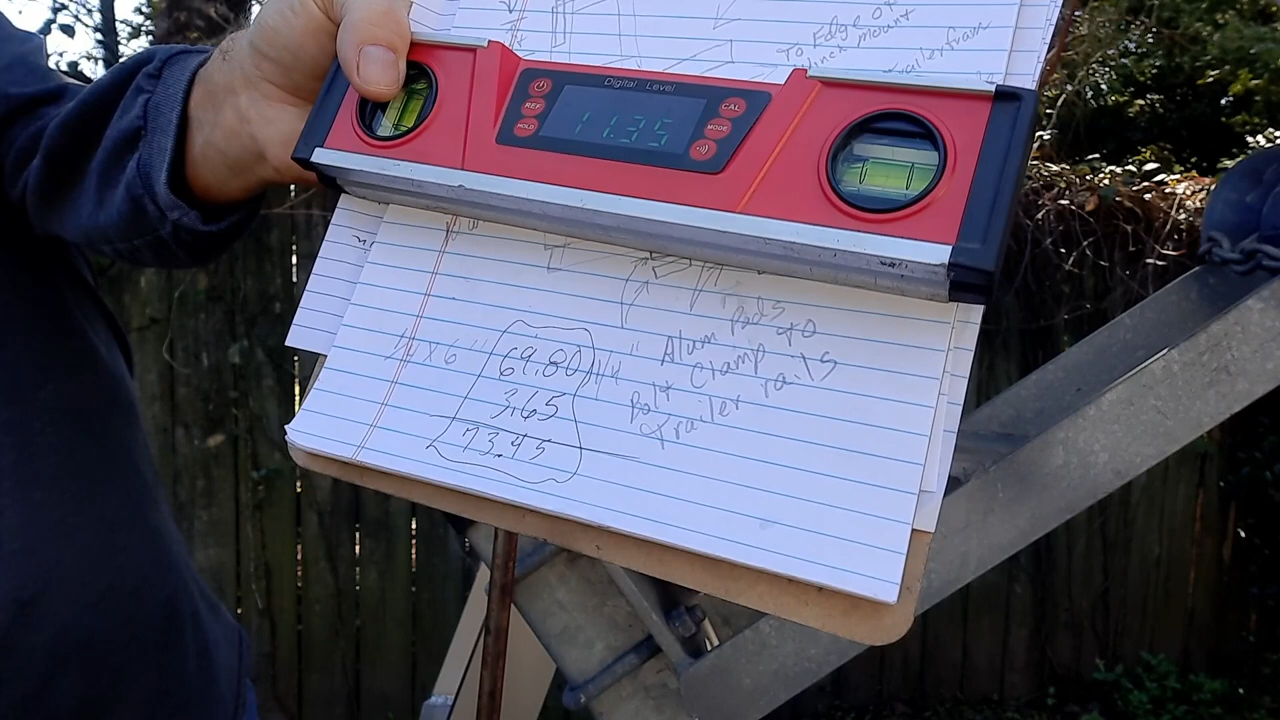 To Edge of
Winch mount
Trailer fram
Digital Level
REF
HOLD
11.35
CAL
MODE
1/4 x 6"
69.80
3.65
73.45
1/4"
Alum Pads
Bolt Clamp to
Trailer rails